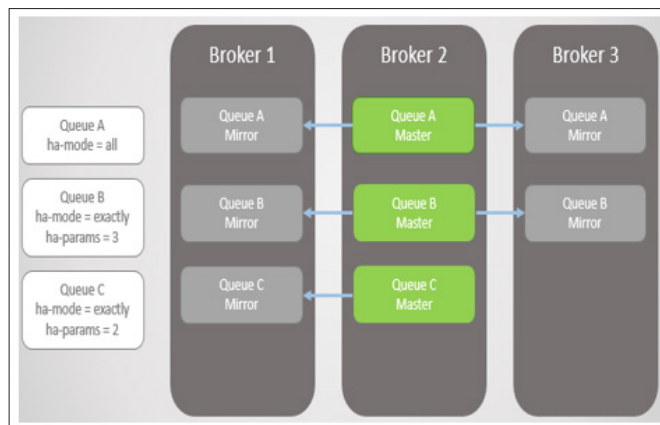 Broker 1
Broker 2
Broker 3
Queue A
ha-mode = all
Queue A
Mirror
Queue A
Master
Queue A
Mirror
Queue B
ha-mode = exactly
ha-params = 3
Queue B
Mirror
Queue B
Master
Queue B
Mirror
Queue C
ha-mode = exactly
ha-params = 2
Queue C
Mirror
Queue C
Master